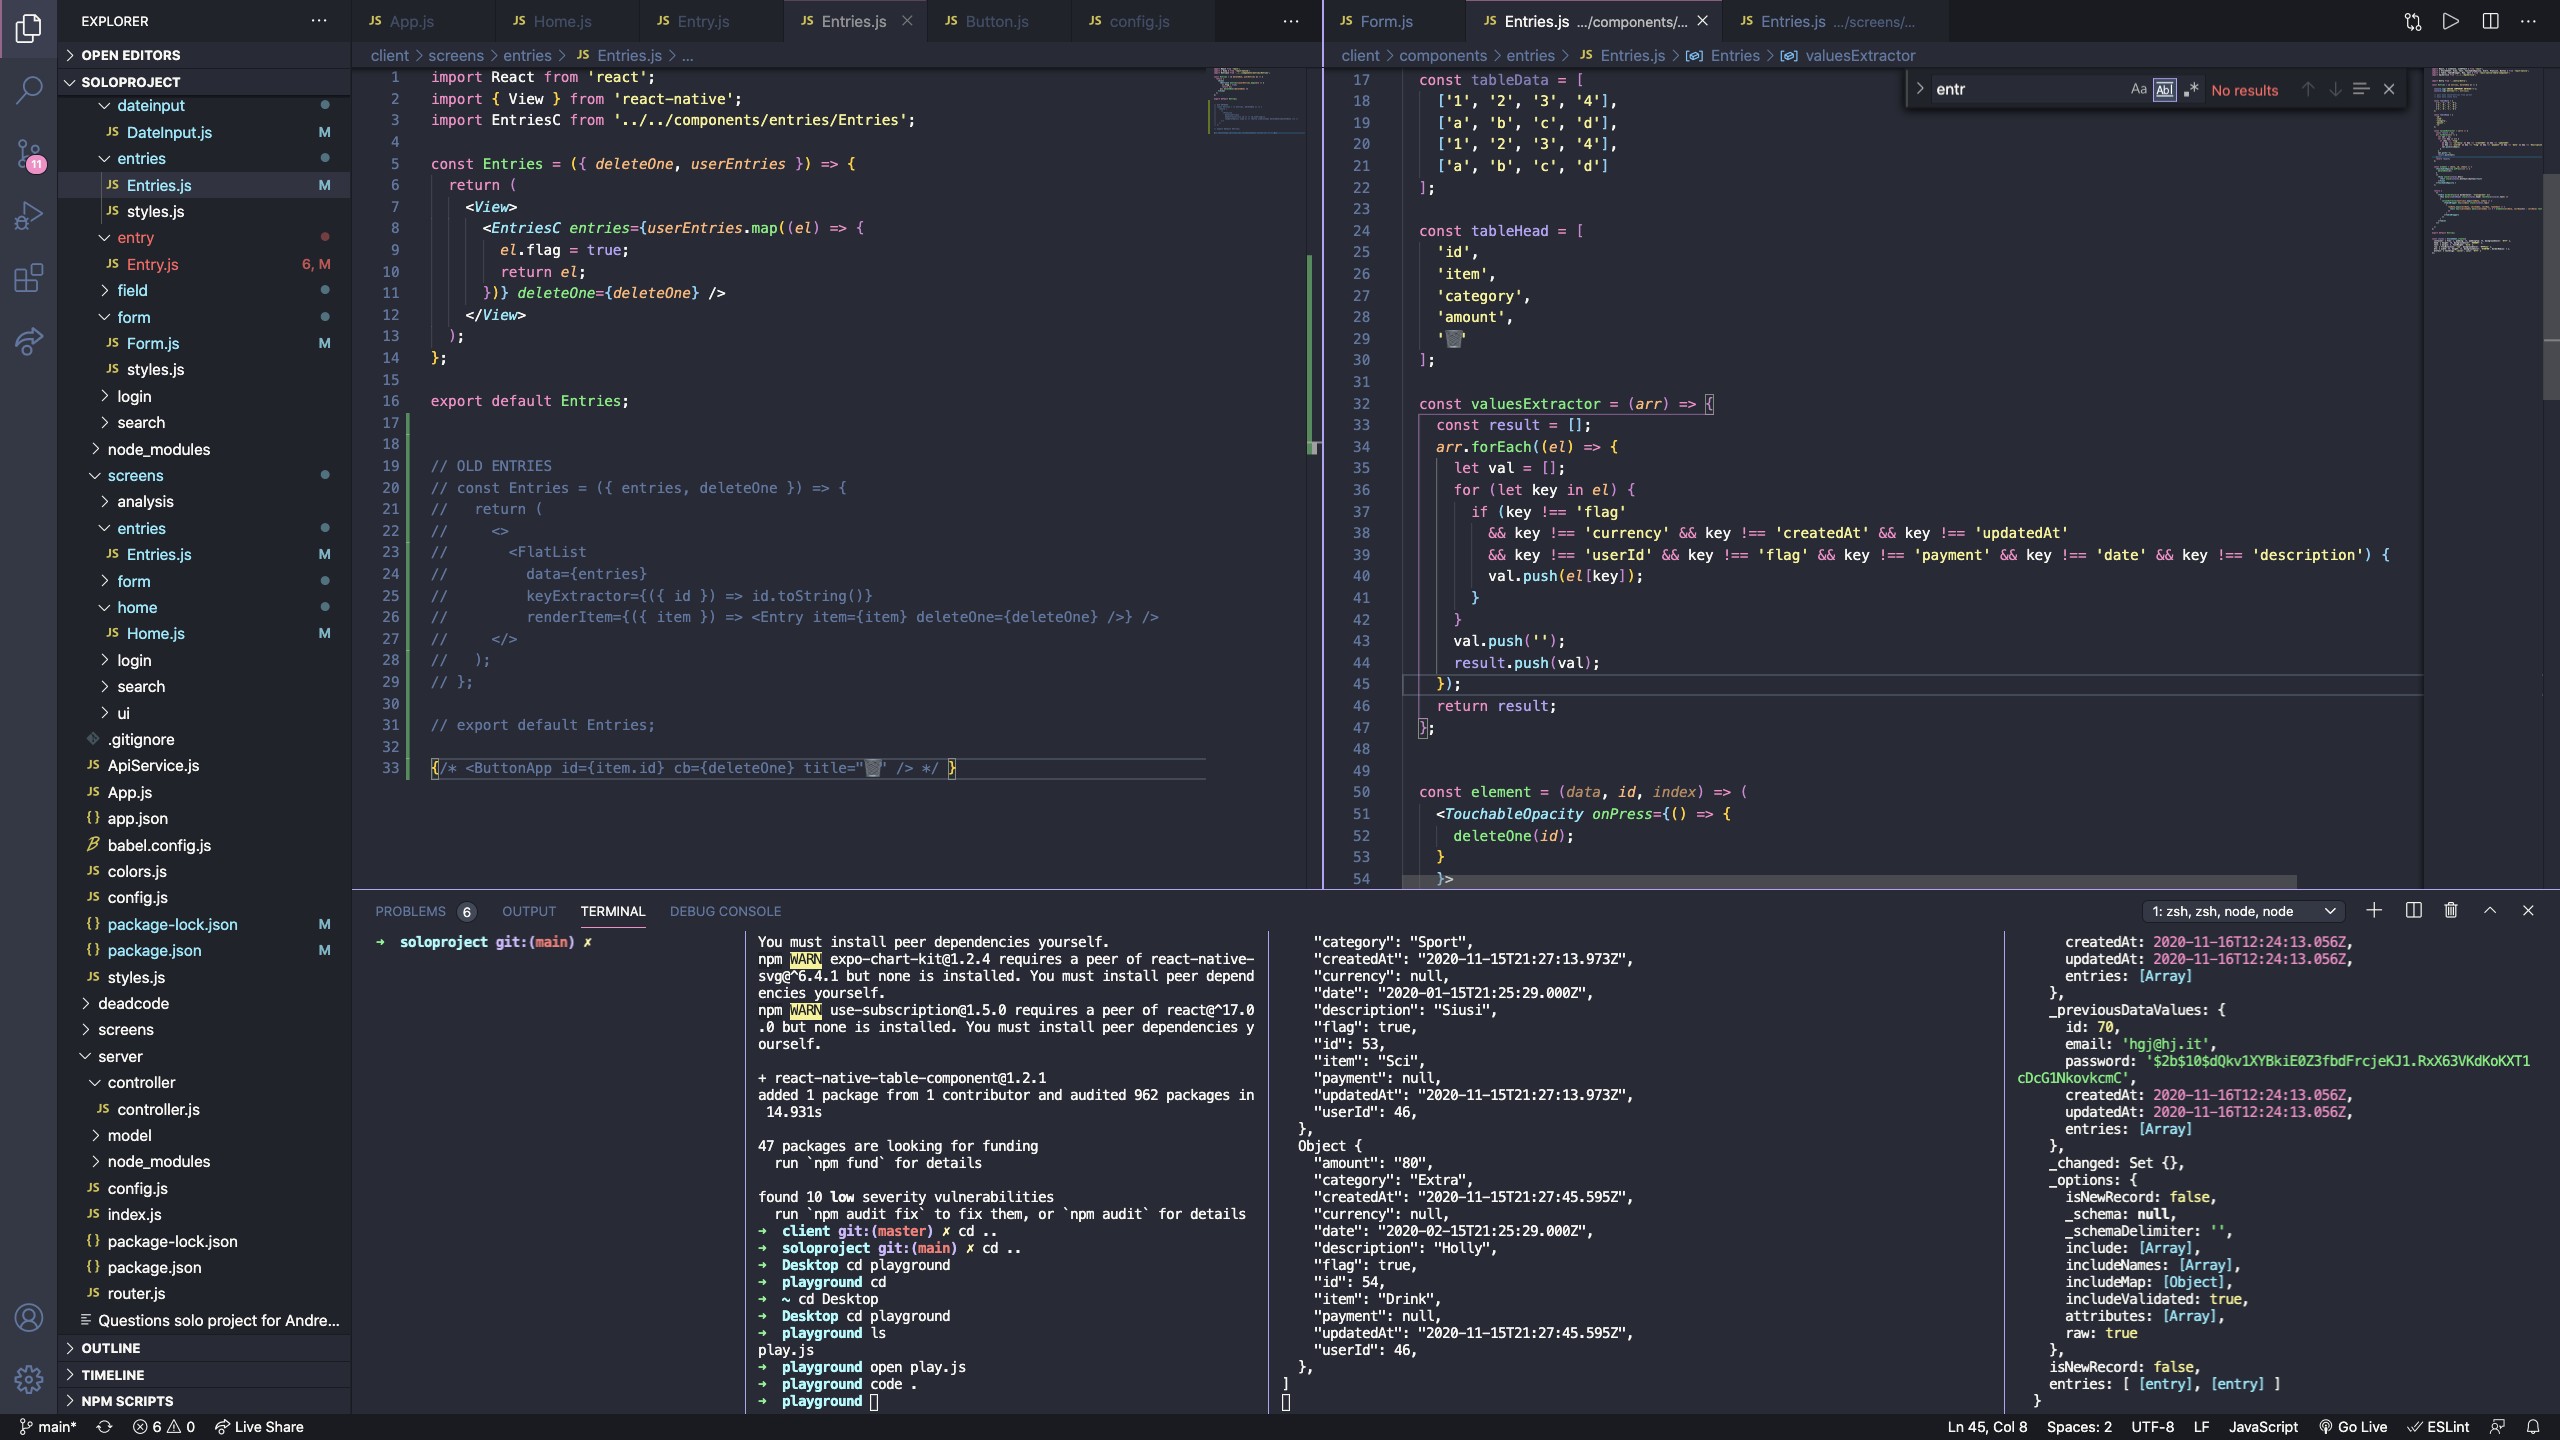 EXPLORER
OPEN EDITORS
SOLOPROJECT
dateinput
JS DateInput.js M
entries
JS Entries.js M
JS styles.js
entry
JS Entry.js 6, M
field
form
JS Form.js M
JS styles.js
login
search
node_modules
screens
analysis
entries
JS Entries.js M
form
home
JS Home.js M
login
search
ui
.gitignore
JS ApiService.js
JS App.js
{} app.json
babel.config.js
JS colors.js
JS config.js
{} package-lock.json M
{} package.json M
JS styles.js
deadcode
screens
server
controller
JS controller.js
model
node_modules
JS config.js
JS index.js
{} package-lock.json
{} package.json
JS router.js
Questions solo project for Andre...
OUTLINE
TIMELINE
NPM SCRIPTS
11
JS App.js JS Home.js JS Entry.js JS Entries.js JS Button.js JS config.js
client > screens > entries > JS Entries.js > ...
1 import React from 'react';
2 import { View } from 'react-native';
3 import EntriesC from '../../components/entries/Entries';
4
5 const Entries = ({ deleteOne, userEntries }) => {
6 return (
7 <View>
8 <EntriesC entries={userEntries.map((el) => {
9 el.flag = true;
10 return el;
11 })} deleteOne={deleteOne} />
12 </View>
13 );
14 };
15
16 export default Entries;
17
18
19 // OLD ENTRIES
20 // const Entries = ({ entries, deleteOne }) => {
21 // return (
22 // <>
23 // <FlatList
24 // data={entries}
25 // keyExtractor={({ id }) => id.toString()}
26 // renderItem={({ item }) => <Entry item={item} deleteOne={deleteOne} />} />
27 // </>
28 // );
29 // };
30
31 // export default Entries;
32
33 {/* <ButtonApp id={item.id} cb={deleteOne} title="🗑" /> */ }
JS Form.js JS Entries.js .../components/... JS Entries.js .../screens/...
client > components > entries > JS Entries.js > Entries > valuesExtractor
entr Aa Abl .* No results
17 const tableData = [
18 ['1', '2', '3', '4'],
19 ['a', 'b', 'c', 'd'],
20 ['1', '2', '3', '4'],
21 ['a', 'b', 'c', 'd']
22 ];
23
24 const tableHead = [
25 'id',
26 'item',
27 'category',
28 'amount',
29 '🗑'
30 ];
31
32 const valuesExtractor = (arr) => {
33 const result = [];
34 arr.forEach((el) => {
35 let val = [];
36 for (let key in el) {
37 if (key !== 'flag'
38 && key !== 'currency' && key !== 'createdAt' && key !== 'updatedAt'
39 && key !== 'userId' && key !== 'flag' && key !== 'payment' && key !== 'date' && key !== 'description') {
40 val.push(el[key]);
41 }
42 }
43 val.push('');
44 result.push(val);
45 });
46 return result;
47 };
48
49
50 const element = (data, id, index) => (
51 <TouchableOpacity onPress={() => {
52 deleteOne(id);
53 }
54 }>
PROBLEMS 6 OUTPUT TERMINAL DEBUG CONSOLE
1: zsh, zsh, node, node
➜ soloproject git:(main) ✗
You must install peer dependencies yourself.
npm WARN expo-chart-kit@1.2.4 requires a peer of react-native-
svg@^6.4.1 but none is installed. You must install peer depend
encies yourself.
npm WARN use-subscription@1.5.0 requires a peer of react@^17.0
.0 but none is installed. You must install peer dependencies y
ourself.
+ react-native-table-component@1.2.1
added 1 package from 1 contributor and audited 962 packages in
14.931s
47 packages are looking for funding
run `npm fund` for details
found 10 low severity vulnerabilities
run `npm audit fix` to fix them, or `npm audit` for details
➜ client git:(master) ✗ cd ..
➜ soloproject git:(main) ✗ cd ..
➜ Desktop cd playground
➜ playground cd
➜ ~ cd Desktop
➜ Desktop cd playground
➜ playground ls
play.js
➜ playground open play.js
➜ playground code .
➜ playground
"category": "Sport",
"createdAt": "2020-11-15T21:27:13.973Z",
"currency": null,
"date": "2020-01-15T21:25:29.000Z",
"description": "Siusi",
"flag": true,
"id": 53,
"item": "Sci",
"payment": null,
"updatedAt": "2020-11-15T21:27:13.973Z",
"userId": 46,
},
Object {
"amount": "80",
"category": "Extra",
"createdAt": "2020-11-15T21:27:45.595Z",
"currency": null,
"date": "2020-02-15T21:25:29.000Z",
"description": "Holly",
"flag": true,
"id": 54,
"item": "Drink",
"payment": null,
"updatedAt": "2020-11-15T21:27:45.595Z",
"userId": 46,
},
]
createdAt: 2020-11-16T12:24:13.056Z,
updatedAt: 2020-11-16T12:24:13.056Z,
entries: [Array]
},
_previousDataValues: {
id: 70,
email: 'hgj@hj.it',
password: '$2b$10$dQkv1XYBkiE0Z3fbdFrcjeKJ1.RxX63VKdKoKXT1
cDcG1NkovkcmC',
createdAt: 2020-11-16T12:24:13.056Z,
updatedAt: 2020-11-16T12:24:13.056Z,
entries: [Array]
},
_changed: Set {},
_options: {
isNewRecord: false,
_schema: null,
_schemaDelimiter: '',
include: [Array],
includeNames: [Array],
includeMap: [Object],
includeValidated: true,
attributes: [Array],
raw: true
},
isNewRecord: false,
entries: [ [entry], [entry] ]
}
main* 6 0 Live Share
Ln 45, Col 8 Spaces: 2 UTF-8 LF JavaScript Go Live ESLint